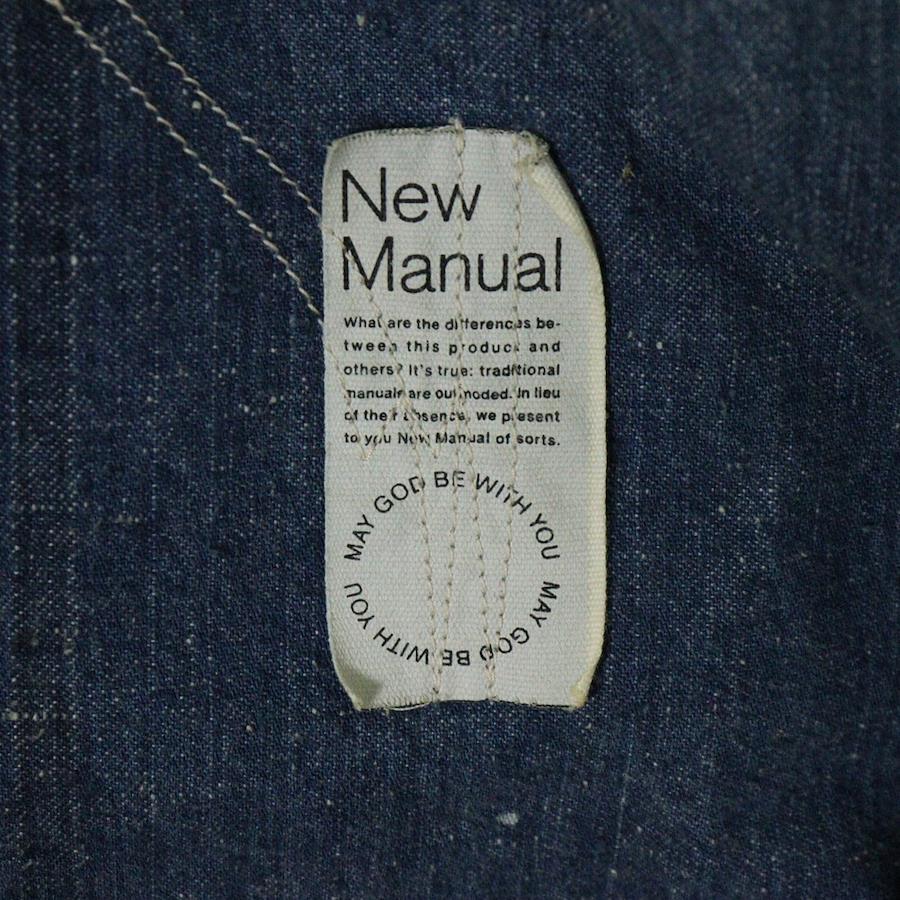 New
Manual
What are the differences be-
tween this product and
others? It's true: traditional
manuals are outmoded. In lieu
of their absence, we present
to you New Manual of sorts.
MAY GOD BE WITH YOU
MAY GOD BE WITH YOU